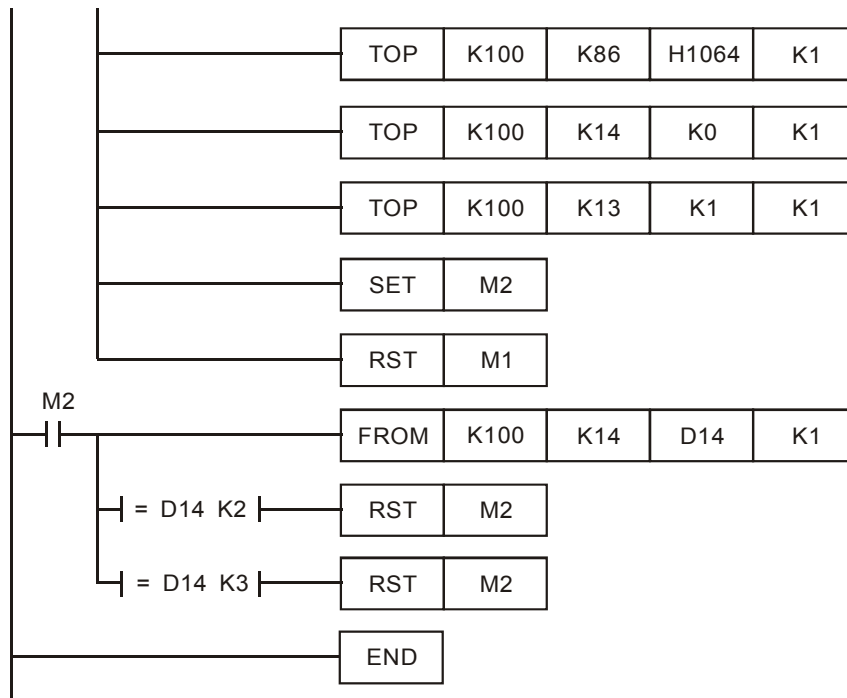 TOP K100 K86 H1064 K1
TOP K100 K14 K0 K1
TOP K100 K13 K1 K1
SET M2
RST M1
M2
FROM K100 K14 D14 K1
= D14 K2 RST M2
= D14 K3 RST M2
END